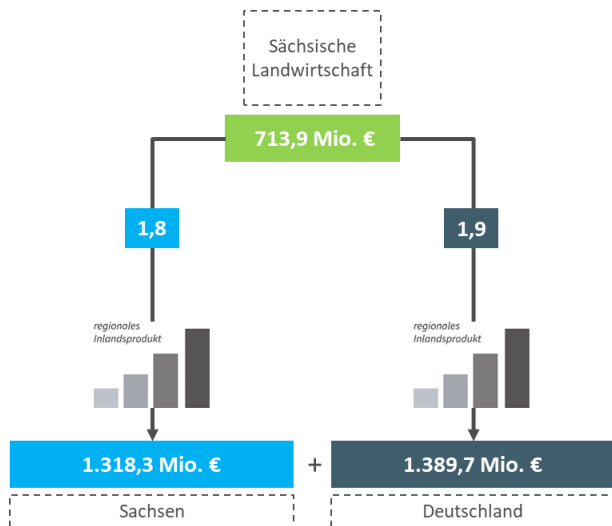 Sächsische
Landwirtschaft
713,9 Mio. €
1,8
1,9
regionales
Inlandsprodukt
regionales
Inlandsprodukt
1.318,3 Mio. €
+
1.389,7 Mio. €
Sachsen
Deutschland